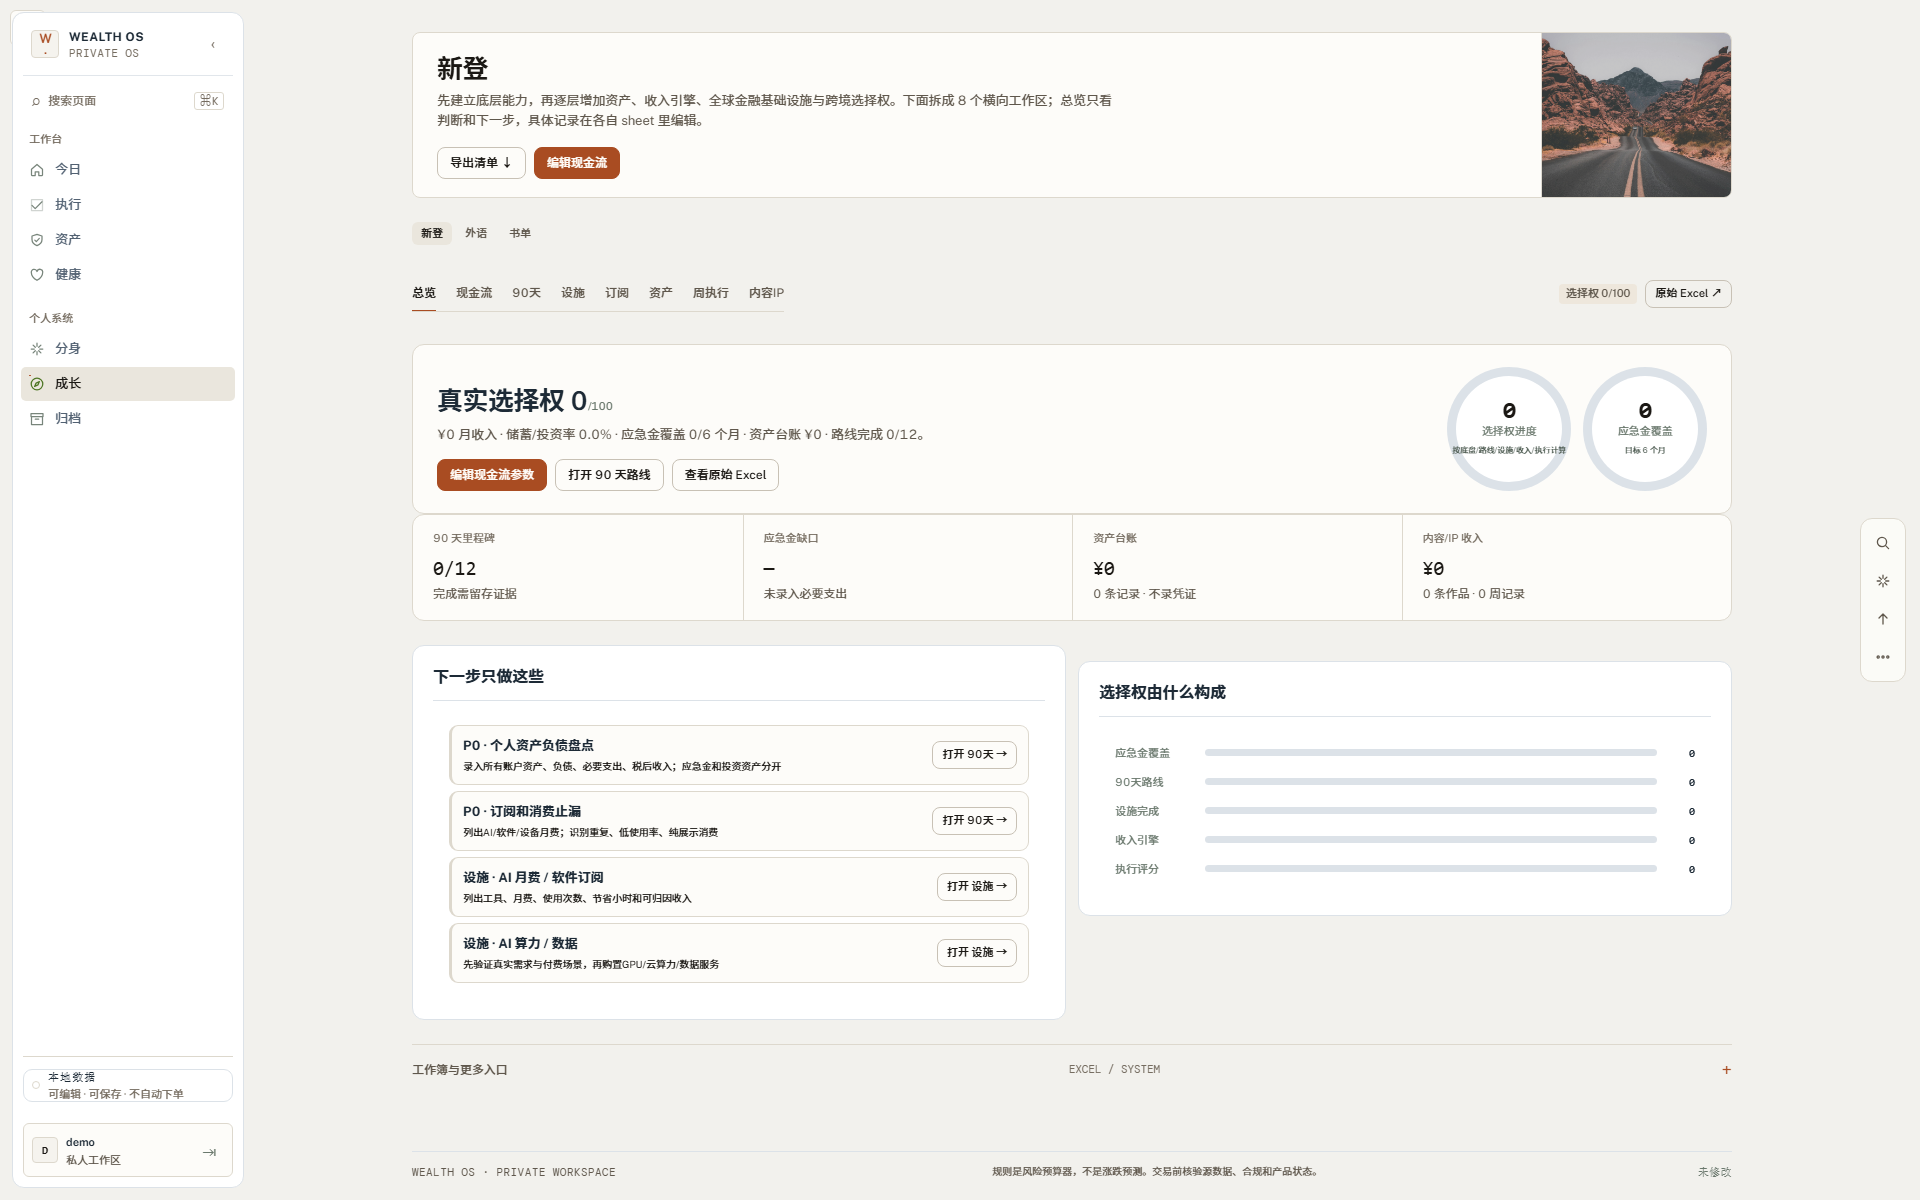 W.
WEALTH OS
PRIVATE OS
‹
搜索页面
⌘K
工作台
今日
执行
资产
健康
个人系统
分身
成长
归档
本地数据
可编辑 · 可保存 · 不自动下单
D
demo
私人工作区
新登
先建立底层能力，再逐层增加资产、收入引擎、全球金融基础设施与跨境选择权。下面拆成 8 个横向工作区；总览只看
判断和下一步，具体记录在各自 sheet 里编辑。
导出清单 ↓
编辑现金流
新登 外语 书单
总览 现金流 90天 设施 订阅 资产 周执行 内容IP
选择权 0/100
原始 Excel ↗
真实选择权 0/100
¥0 月收入 · 储蓄/投资率 0.0% · 应急金覆盖 0/6 个月 · 资产台账 ¥0 · 路线完成 0/12。
编辑现金流参数
打开 90 天路线
查看原始 Excel
0
选择权进度
按底盘/路线/设施/收入/执行计算
0
应急金覆盖
目标 6 个月
90 天里程碑
0/12
完成需留存证据
应急金缺口
—
未录入必要支出
资产台账
¥0
0 条记录 · 不录凭证
内容/IP 收入
¥0
0 条作品 · 0 周记录
下一步只做这些
P0 · 个人资产负债盘点
录入所有账户资产、负债、必要支出、税后收入；应急金和投资资产分开
打开 90天 →
P0 · 订阅和消费止漏
列出AI/软件/设备月费；识别重复、低使用率、纯展示消费
打开 90天 →
设施 · AI 月费 / 软件订阅
列出工具、月费、使用次数、节省小时和可归因收入
打开 设施 →
设施 · AI 算力 / 数据
先验证真实需求与付费场景，再购置GPU/云算力/数据服务
打开 设施 →
选择权由什么构成
应急金覆盖 0
90天路线 0
设施完成 0
收入引擎 0
执行评分 0
工作簿与更多入口
EXCEL / SYSTEM
+
WEALTH OS · PRIVATE WORKSPACE
规则是风险预算器，不是涨跌预测。交易前核验源数据、合规和产品状态。
未修改